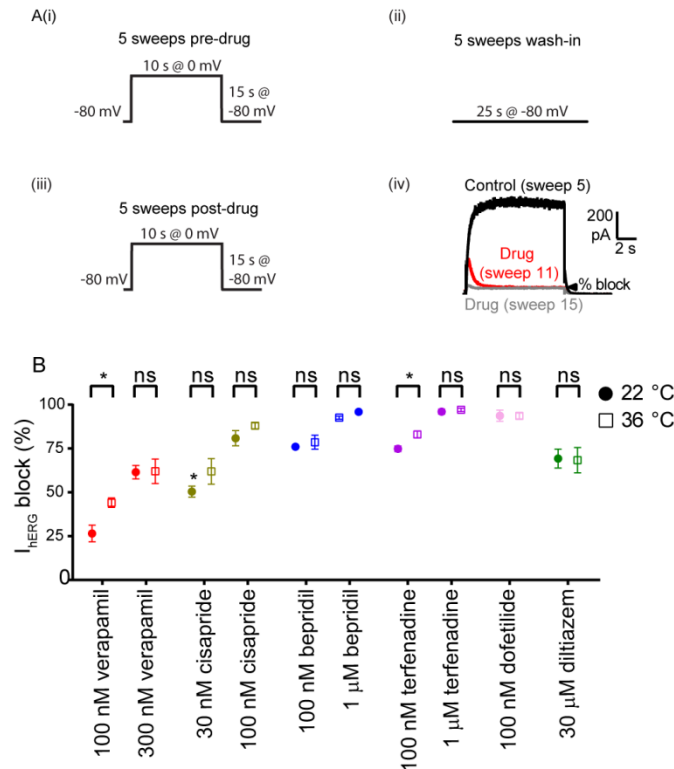 A(i)
5 sweeps pre-drug
10 s @ 0 mV
-80 mV
15 s @
-80 mV
(ii)
5 sweeps wash-in
25 s @ -80 mV
(iii)
5 sweeps post-drug
10 s @ 0 mV
-80 mV
15 s @
-80 mV
(iv)
Control (sweep 5)
200
pA
2 s
Drug
(sweep 11)
% block
Drug (sweep 15)
B
* ns ns ns ns ns * ns ns ns
22 °C
36 °C
IhERG block (%)
100
75
50
25
0
*
100 nM verapamil
300 nM verapamil
30 nM cisapride
100 nM cisapride
100 nM bepridil
1 μM bepridil
100 nM terfenadine
1 μM terfenadine
100 nM dofetilide
30 μM diltiazem